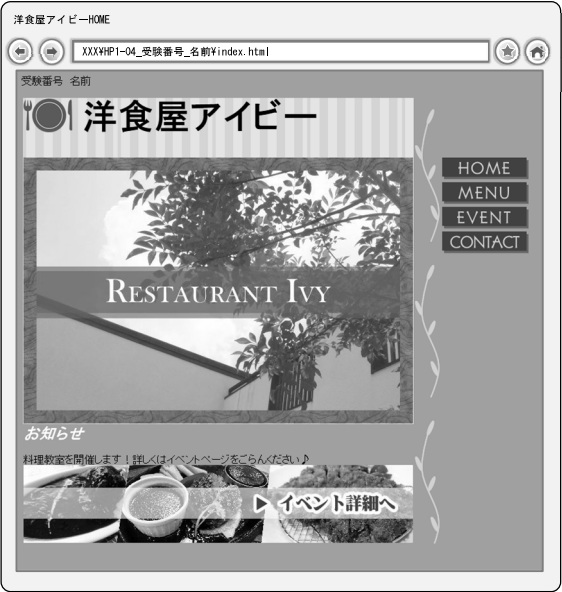 洋食屋アイビーHOME
XXX¥HP1-04_受験番号_名前¥index.html
受験番号 名前
洋食屋アイビー
HOME
MENU
EVENT
CONTACT
RESTAURANT IVY
お知らせ
料理教室を開催します！詳しくはイベントページをごらんください♪
▶ イベント詳細へ